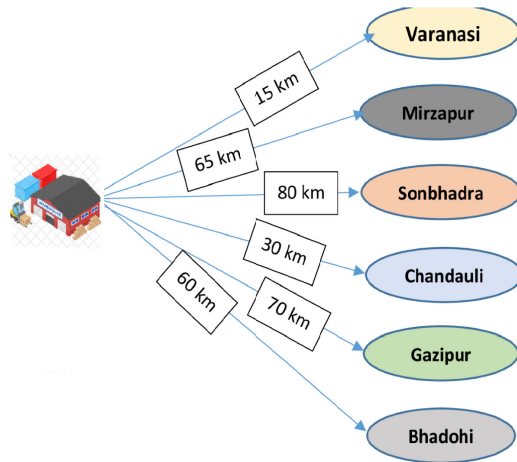 Varanasi
15 km
Mirzapur
65 km
80 km
Sonbhadra
30 km
Chandauli
60 km
70 km
Gazipur
Bhadohi